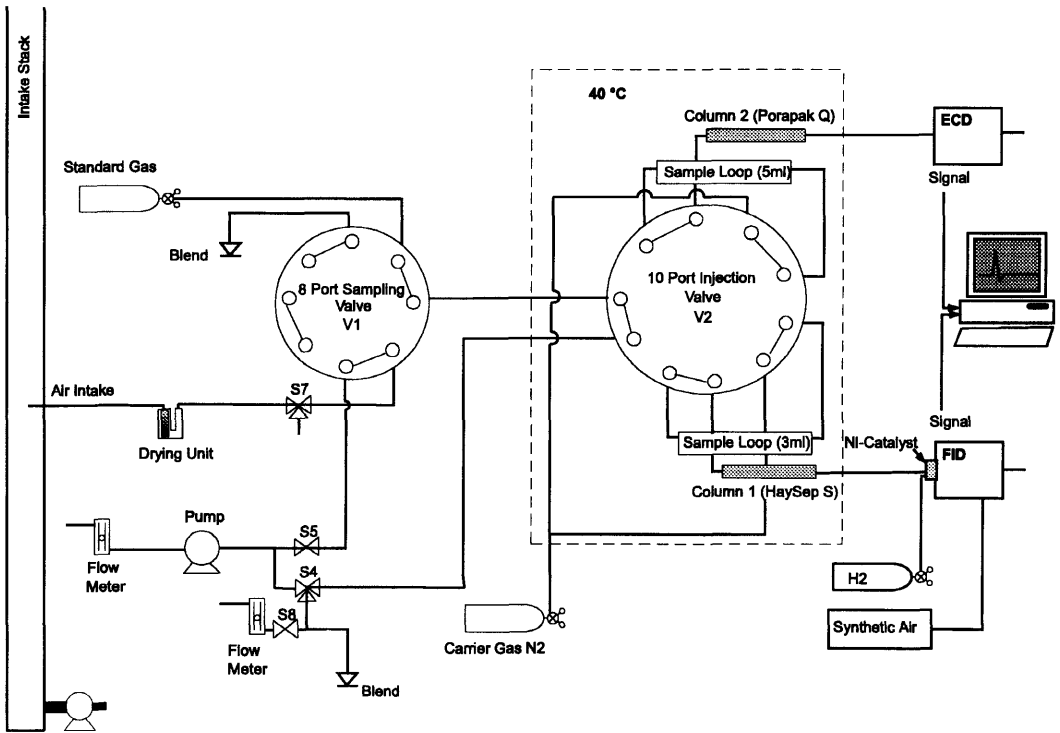 Intake Stack
40 °C
Column 2 (Porapak Q)
ECD
Standard Gas
Sample Loop (5ml)
Signal
Blend
8 Port Sampling
Valve
V1
10 Port Injection
Valve
V2
Air Intake
S7
Drying Unit
Signal
Sample Loop (3ml)
NI-Catalyst
FID
Column 1 (HaySep S)
Pump
S5
Flow
Meter
S4
H2
S8
Flow
Meter
Carrier Gas N2
Synthetic Air
Blend